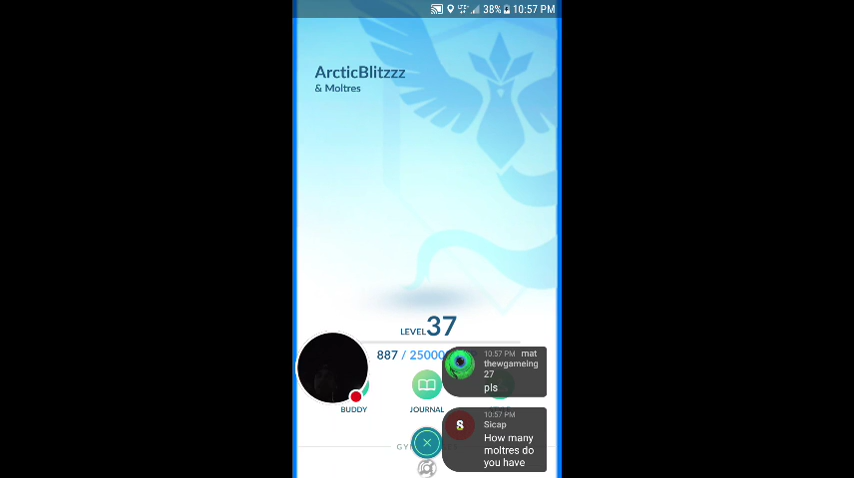 38% 10:57 PM
ArcticBlitzzz
& Moltres
LEVEL 37
887 / 25000
10:57 PM mat
thewgameing
27
pls
BUDDY
JOURNAL
10:57 PM
Sicap
How many
moltres do
you have
GY